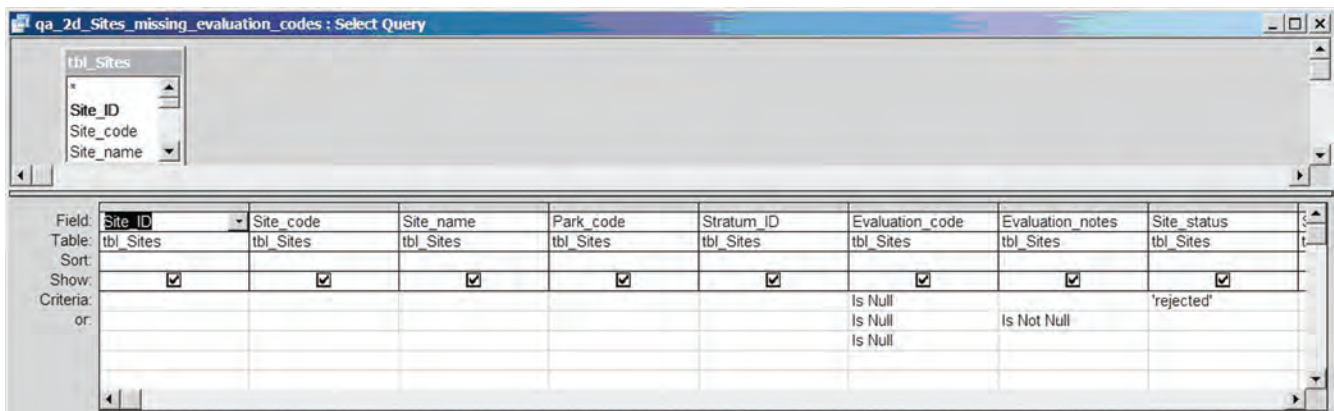 qa_2d_Sites_missing_evaluation_codes : Select Query
tbl_Sites
*
Site_ID
Site_code
Site_name
Field: Site_ID Site_code Site_name Park_code Stratum_ID Evaluation_code Evaluation_notes Site_status
Table: tbl_Sites tbl_Sites tbl_Sites tbl_Sites tbl_Sites tbl_Sites tbl_Sites tbl_Sites
Sort:
Show:
Criteria: Is Null 'rejected'
or: Is Null Is Not Null
Is Null